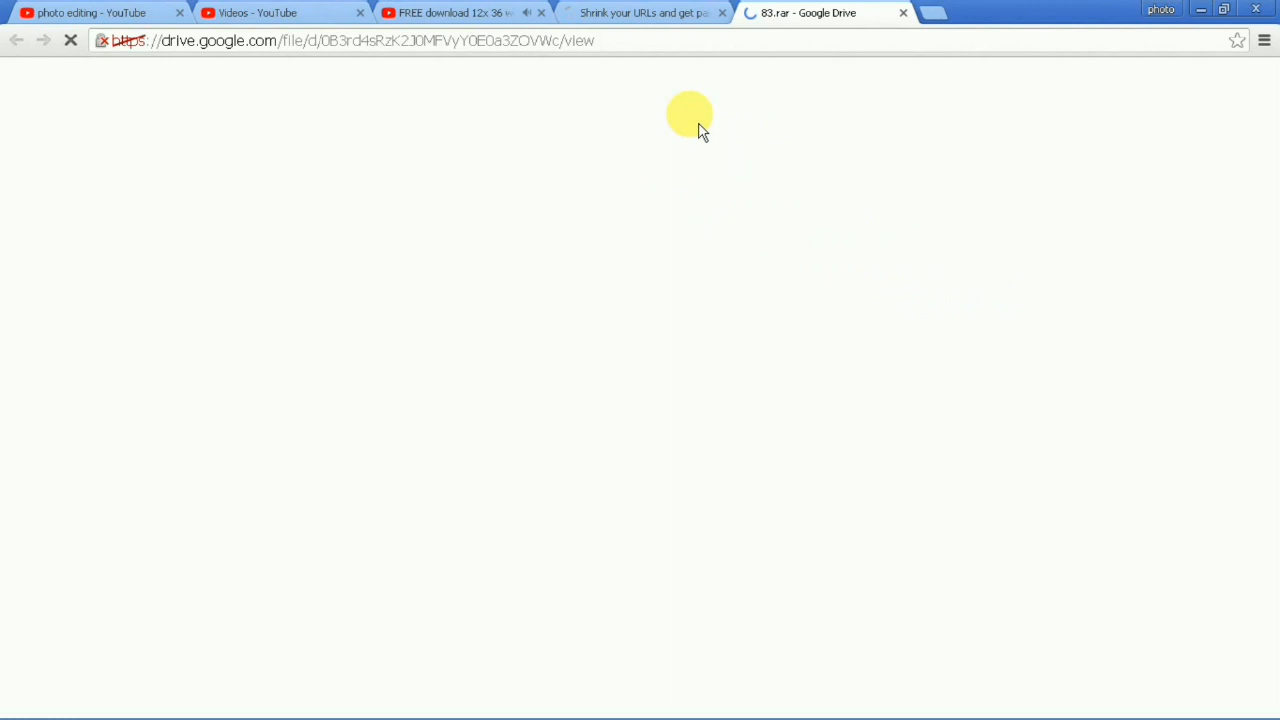 photo editing - YouTube
Videos - YouTube
FREE download 12x 36 w
Shrink your URLs and get pa
83.rar - Google Drive
photo
https://drive.google.com/file/d/0B3rd4sRzK2J0MFVyY0E0a3ZOVWc/view